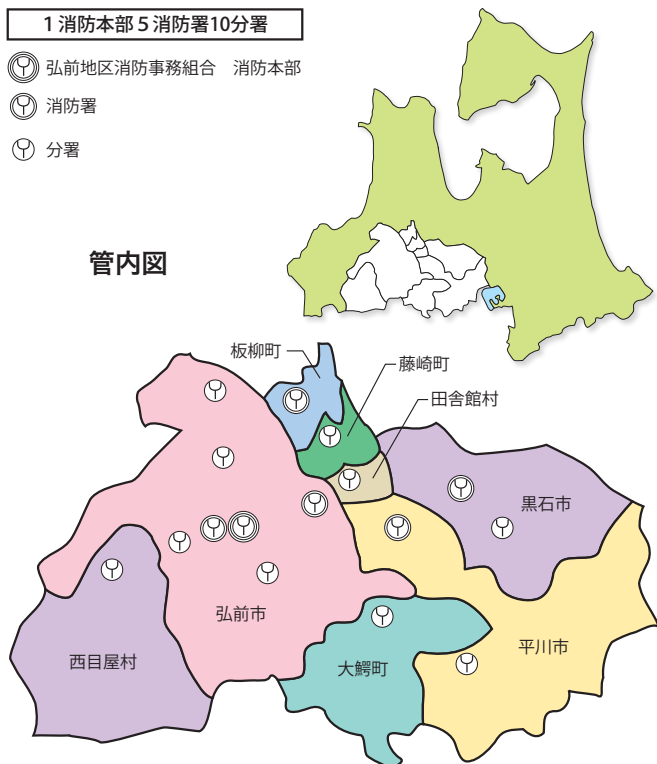 1消防本部5消防署10分署
弘前地区消防事務組合　消防本部
消防署
分署
管内図
板柳町
藤崎町
田舎館村
黒石市
弘前市
平川市
西目屋村
大鰐町